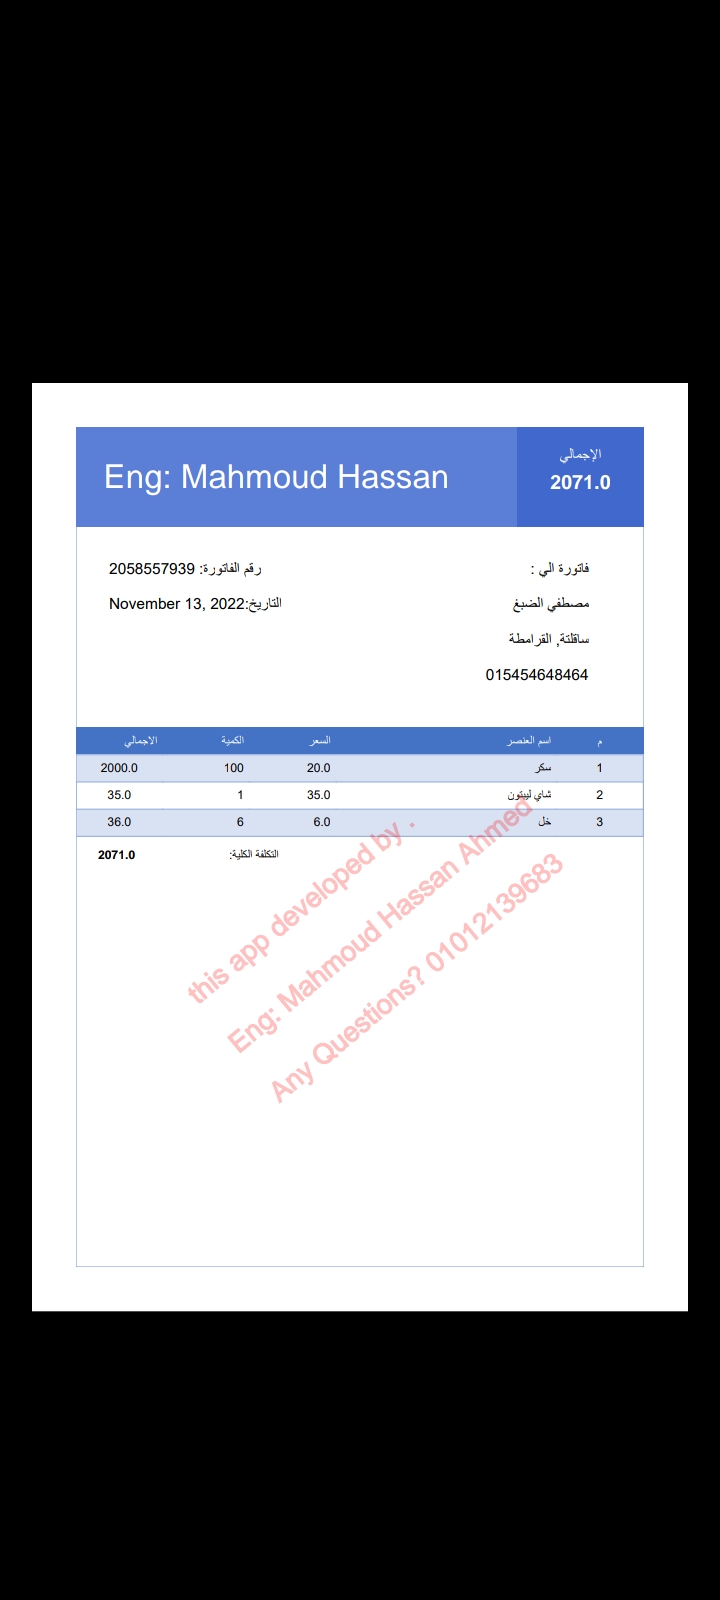 Eng: Mahmoud Hassan
الإجمالي
2071.0
فاتورة الي :
رقم الفاتورة: 2058557939
مصطفي الضبغ
التاريخ:November 13, 2022
ساقلتة, القرامطة
015454648464
م اسم العنصر السعر الكمية الاجمالي
1 سكر 20.0 100 2000.0
2 شاي ليبتون 35.0 1 35.0
3 خل 6.0 6 36.0
التكلفة الكلية: 2071.0
this app developed by .
Eng: Mahmoud Hassan Ahmed
Any Questions? 01012139683